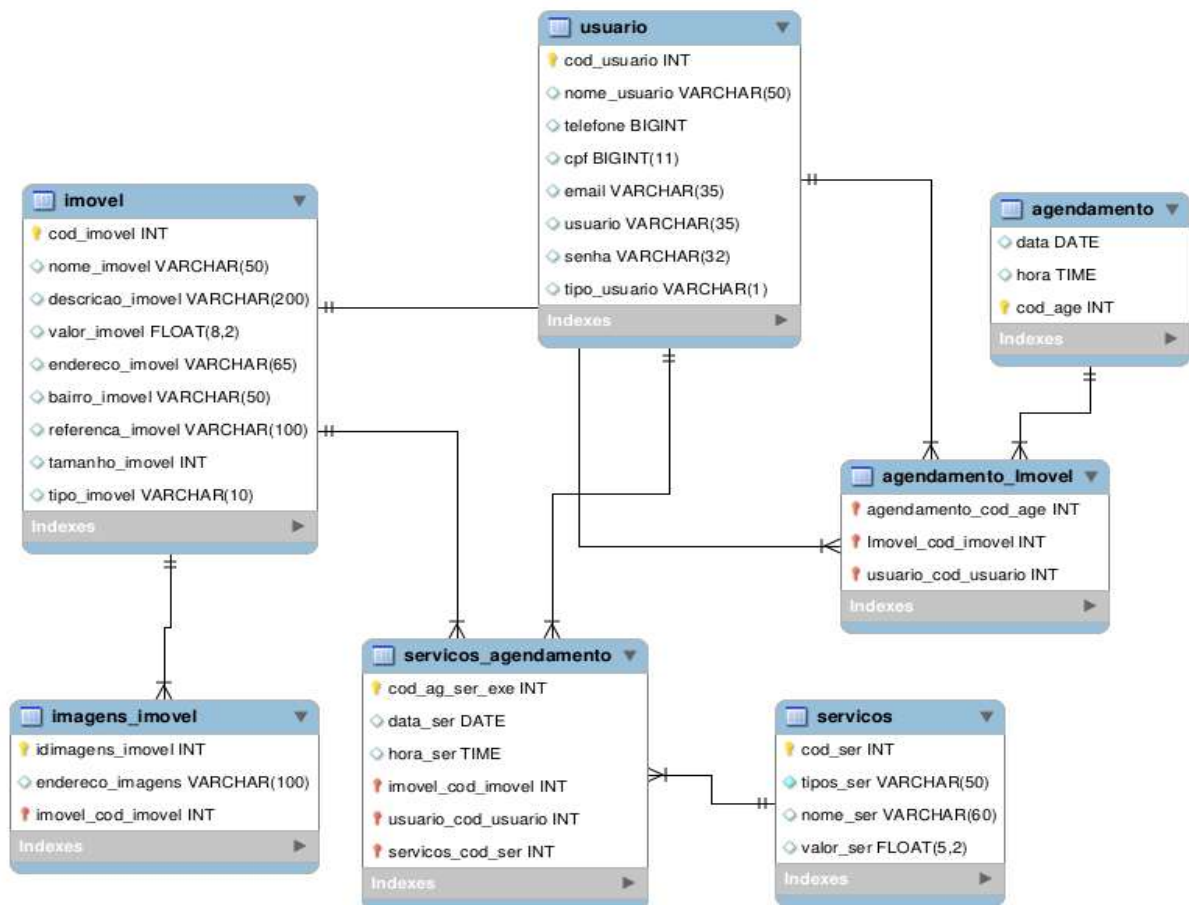 usuario
cod_usuario INT
nome_usuario VARCHAR(50)
telefone BIGINT
cpf BIGINT(11)
email VARCHAR(35)
usuario VARCHAR(35)
senha VARCHAR(32)
tipo_usuario VARCHAR(1)
Indexes
imovel
cod_imovel INT
nome_imovel VARCHAR(50)
descricao_imovel VARCHAR(200)
valor_imovel FLOAT(8,2)
endereco_imovel VARCHAR(65)
bairro_imovel VARCHAR(50)
referenca_imovel VARCHAR(100)
tamanho_imovel INT
tipo_imovel VARCHAR(10)
Indexes
agendamento
data DATE
hora TIME
cod_age INT
Indexes
agendamento_Imovel
agendamento_cod_age INT
Imovel_cod_imovel INT
usuario_cod_usuario INT
Indexes
servicos_agendamento
cod_ag_ser_exe INT
data_ser DATE
hora_ser TIME
imovel_cod_imovel INT
usuario_cod_usuario INT
servicos_cod_ser INT
Indexes
imagens_imovel
idimagens_imovel INT
endereco_imagens VARCHAR(100)
imovel_cod_imovel INT
Indexes
servicos
cod_ser INT
tipos_ser VARCHAR(50)
nome_ser VARCHAR(60)
valor_ser FLOAT(5,2)
Indexes